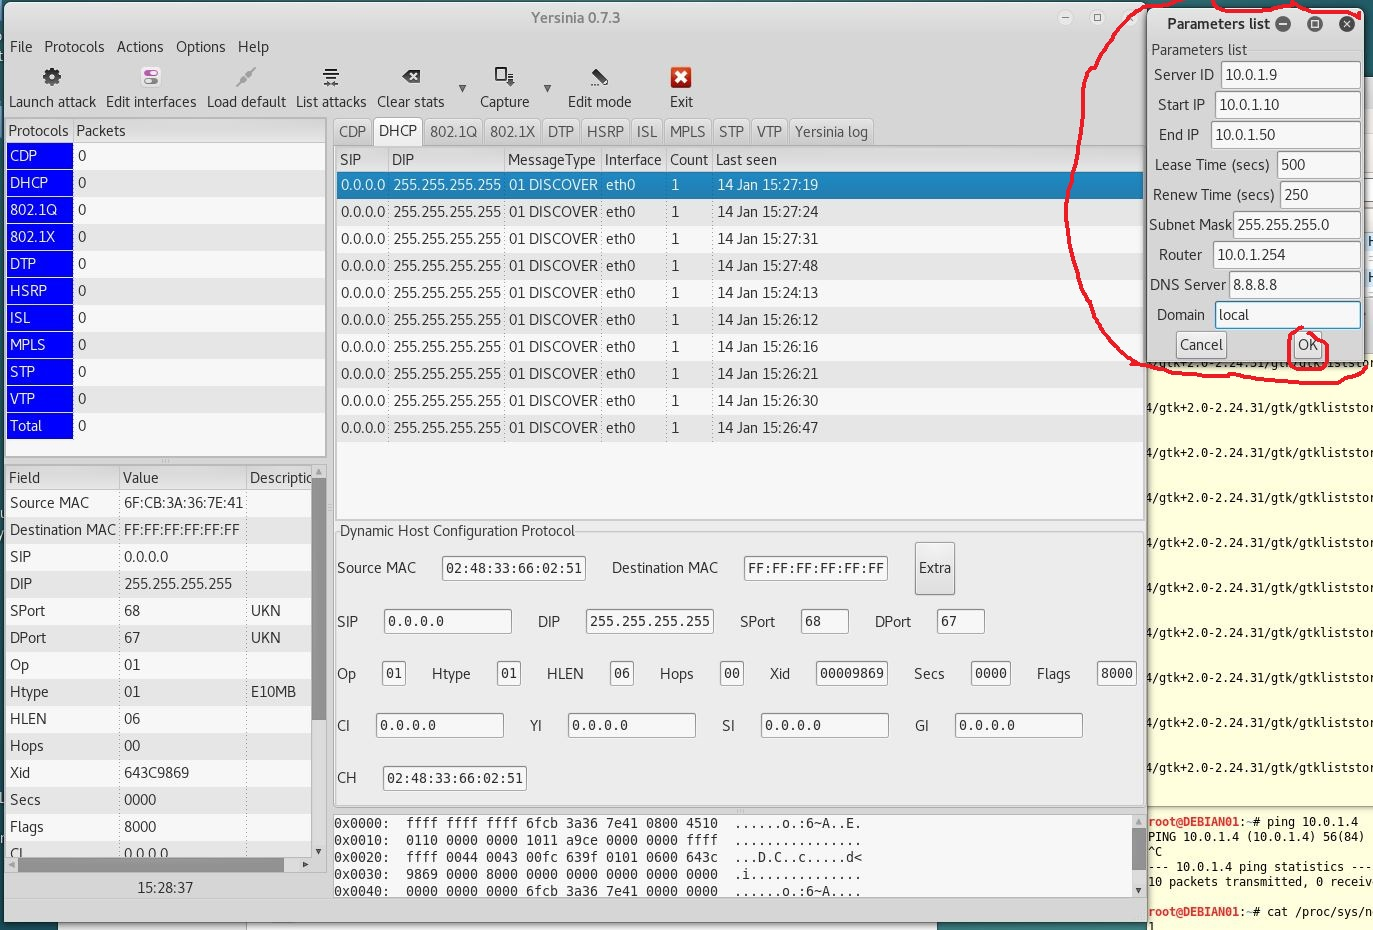 Yersinia 0.7.3
File Protocols Actions Options Help
Launch attack Edit interfaces Load default List attacks Clear stats Capture Edit mode Exit
Protocols Packets
CDP 0
DHCP 0
802.1Q 0
802.1X 0
DTP 0
HSRP 0
ISL 0
MPLS 0
STP 0
VTP 0
Total 0
CDP DHCP 802.1Q 802.1X DTP HSRP ISL MPLS STP VTP Yersinia log
SIP DIP MessageType Interface Count Last seen
0.0.0.0 255.255.255.255 01 DISCOVER eth0 1 14 Jan 15:27:19
0.0.0.0 255.255.255.255 01 DISCOVER eth0 1 14 Jan 15:27:24
0.0.0.0 255.255.255.255 01 DISCOVER eth0 1 14 Jan 15:27:31
0.0.0.0 255.255.255.255 01 DISCOVER eth0 1 14 Jan 15:27:48
0.0.0.0 255.255.255.255 01 DISCOVER eth0 1 14 Jan 15:24:13
0.0.0.0 255.255.255.255 01 DISCOVER eth0 1 14 Jan 15:26:12
0.0.0.0 255.255.255.255 01 DISCOVER eth0 1 14 Jan 15:26:16
0.0.0.0 255.255.255.255 01 DISCOVER eth0 1 14 Jan 15:26:21
0.0.0.0 255.255.255.255 01 DISCOVER eth0 1 14 Jan 15:26:30
0.0.0.0 255.255.255.255 01 DISCOVER eth0 1 14 Jan 15:26:47
Field Value Descriptic
Source MAC 6F:CB:3A:36:7E:41
Destination MAC FF:FF:FF:FF:FF:FF
SIP 0.0.0.0
DIP 255.255.255.255
SPort 68 UKN
DPort 67 UKN
Op 01
Htype 01 E10MB
HLEN 06
Hops 00
Xid 643C9869
Secs 0000
Flags 8000
CI 0.0.0.0
15:28:37
Dynamic Host Configuration Protocol
Source MAC 02:48:33:66:02:51 Destination MAC FF:FF:FF:FF:FF:FF Extra
SIP 0.0.0.0 DIP 255.255.255.255 SPort 68 DPort 67
Op 01 Htype 01 HLEN 06 Hops 00 Xid 00009869 Secs 0000 Flags 8000
CI 0.0.0.0 YI 0.0.0.0 SI 0.0.0.0 GI 0.0.0.0
CH 02:48:33:66:02:51
0x0000: ffff ffff ffff 6fcb 3a36 7e41 0800 4510 ......o.:6~A..E.
0x0010: 0110 0000 0000 1011 a9ce 0000 0000 ffff ................
0x0020: ffff 0044 0043 00fc 639f 0101 0600 643c ...D.C..c.....d<
0x0030: 9869 0000 8000 0000 0000 0000 0000 0000 .i..............
0x0040: 0000 0000 0000 6fcb 3a36 7e41 0000 0000 ......o.:6~A....
Parameters list
Parameters list
Server ID 10.0.1.9
Start IP 10.0.1.10
End IP 10.0.1.50
Lease Time (secs) 500
Renew Time (secs) 250
Subnet Mask 255.255.255.0
Router 10.0.1.254
DNS Server 8.8.8.8
Domain local
Cancel OK
4/gtk+2.0-2.24.31/gtk/gtkliststor
4/gtk+2.0-2.24.31/gtk/gtkliststor
4/gtk+2.0-2.24.31/gtk/gtkliststor
4/gtk+2.0-2.24.31/gtk/gtkliststor
4/gtk+2.0-2.24.31/gtk/gtkliststor
4/gtk+2.0-2.24.31/gtk/gtkliststor
4/gtk+2.0-2.24.31/gtk/gtkliststor
4/gtk+2.0-2.24.31/gtk/gtkliststor
4/gtk+2.0-2.24.31/gtk/gtkliststor
root@DEBIAN01:~# ping 10.0.1.4
PING 10.0.1.4 (10.0.1.4) 56(84)
^C
--- 10.0.1.4 ping statistics ---
10 packets transmitted, 0 receiv
root@DEBIAN01:~# cat /proc/sys/n
1